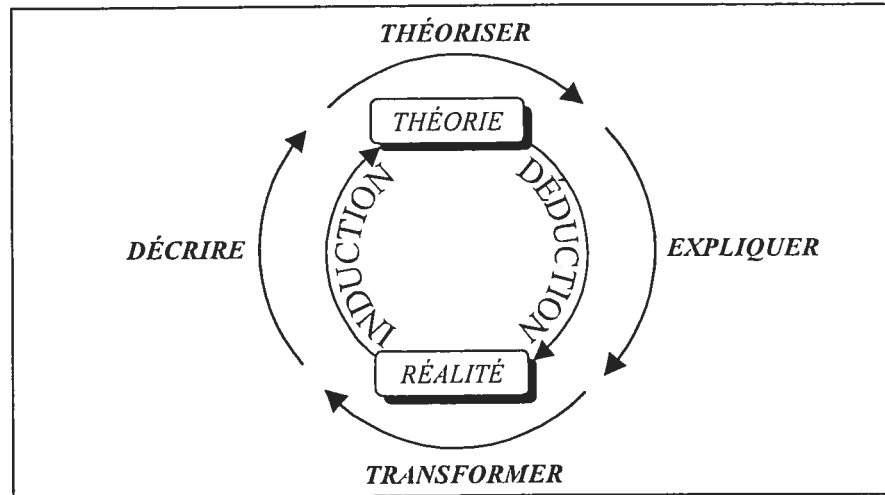 THÉORISER
THÉORIE
INDUCTION
DÉDUCTION
DÉCRIRE
EXPLIQUER
RÉALITÉ
TRANSFORMER